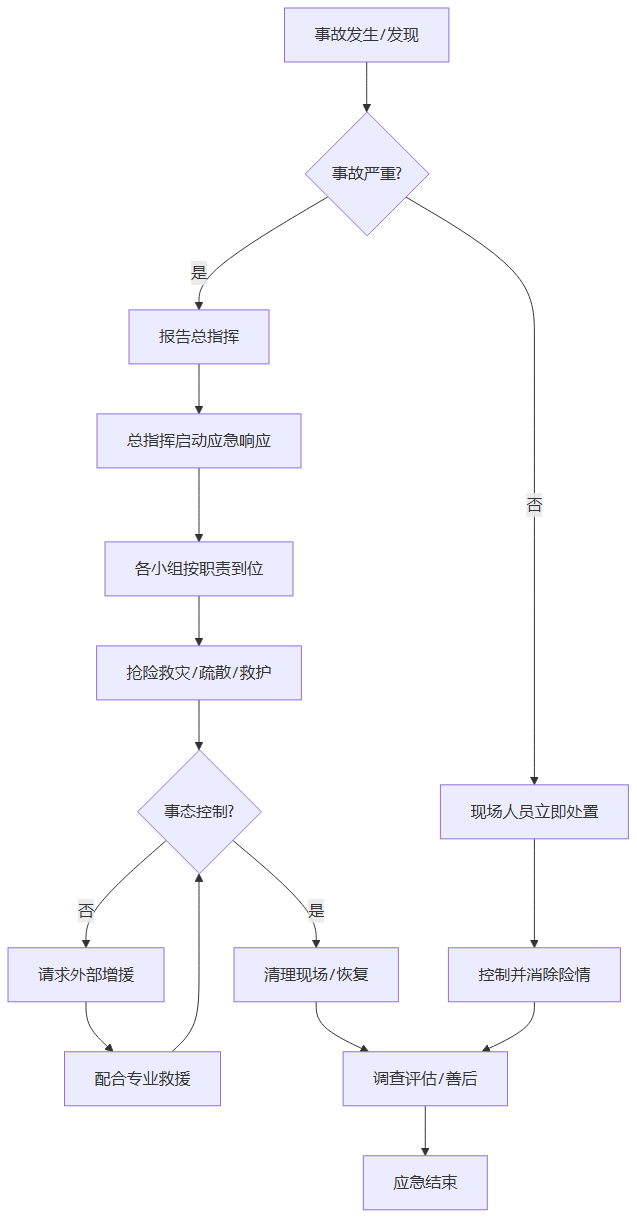 事故发生/发现
事故严重?
是
报告总指挥
总指挥启动应急响应
否
各小组按职责到位
抢险救灾/疏散/救护
事态控制?
现场人员立即处置
否
是
请求外部增援
清理现场/恢复
控制并消除险情
配合专业救援
调查评估/善后
应急结束